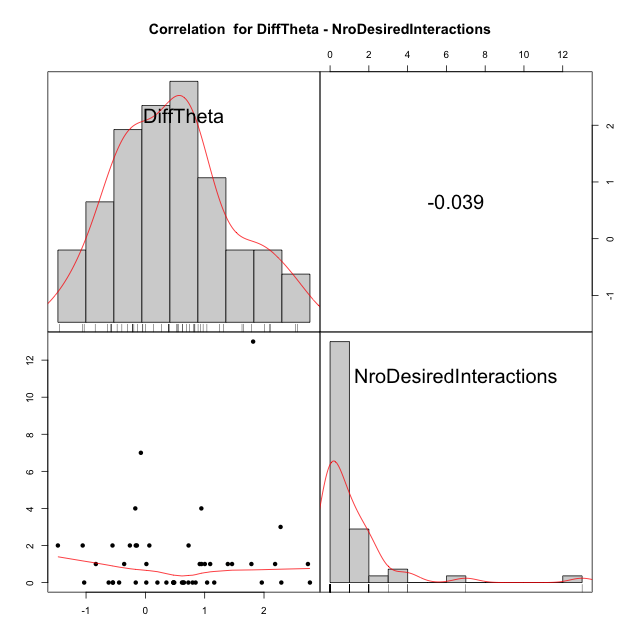 Correlation for DiffTheta - NroDesiredInteractions
0 2 4 6 8 10 12
DiffTheta
-0.039
2
1
0
-1
12
10
8
6
4
2
0
NroDesiredInteractions
-1 0 1 2